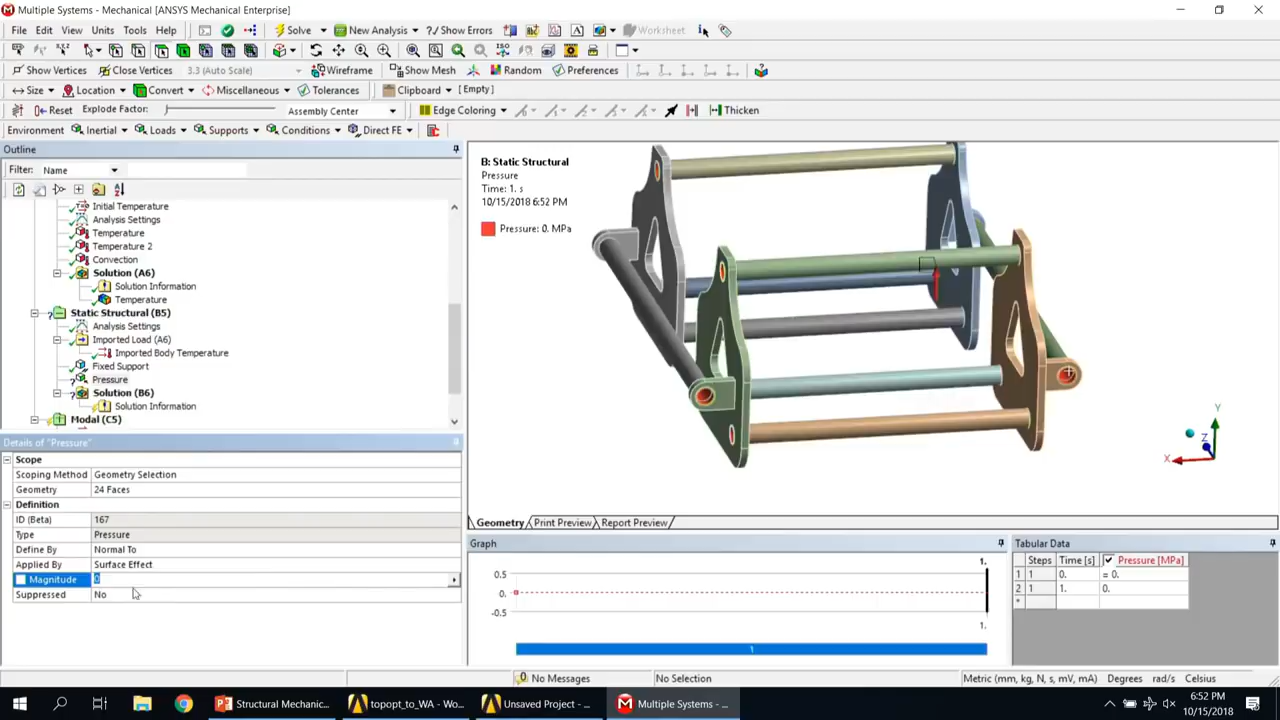 Multiple Systems - Mechanical [ANSYS Mechanical Enterprise]
File Edit View Units Tools Help Solve New Analysis Show Errors Worksheet
Show Vertices Close Vertices 3.3 (Auto Scale) Wireframe Show Mesh Random Preferences
Size Location Convert Miscellaneous Tolerances Clipboard [Empty]
Reset Explode Factor: Assembly Center Edge Coloring Thicken
Environment Inertial Loads Supports Conditions Direct FE
Outline
Filter: Name
Initial Temperature
Analysis Settings
Temperature
Temperature 2
Convection
Solution (A6)
Solution Information
Temperature
Static Structural (B5)
Analysis Settings
Imported Load (A6)
Imported Body Temperature
Fixed Support
Pressure
Solution (B6)
Solution Information
Modal (C5)
Details of "Pressure"
Scope
Scoping Method Geometry Selection
Geometry 24 Faces
Definition
ID (Beta) 167
Type Pressure
Define By Normal To
Applied By Surface Effect
Magnitude 0
Suppressed No
B: Static Structural
Pressure
Time: 1. s
10/15/2018 6:52 PM
Pressure: 0. MPa
Y
Z
X
Geometry Print Preview Report Preview
Graph
1.
0.5
0.
-0.5
1.
1
Tabular Data
Steps Time [s] Pressure [MPa]
1 1 0. = 0.
2 1 1. 0.
*
No Messages No Selection Metric (mm, kg, N, s, mV, mA) Degrees rad/s Celsius
Structural Mechanic... topopt_to_WA - Wo... Unsaved Project - ... Multiple Systems - ...
6:52 PM
10/15/2018